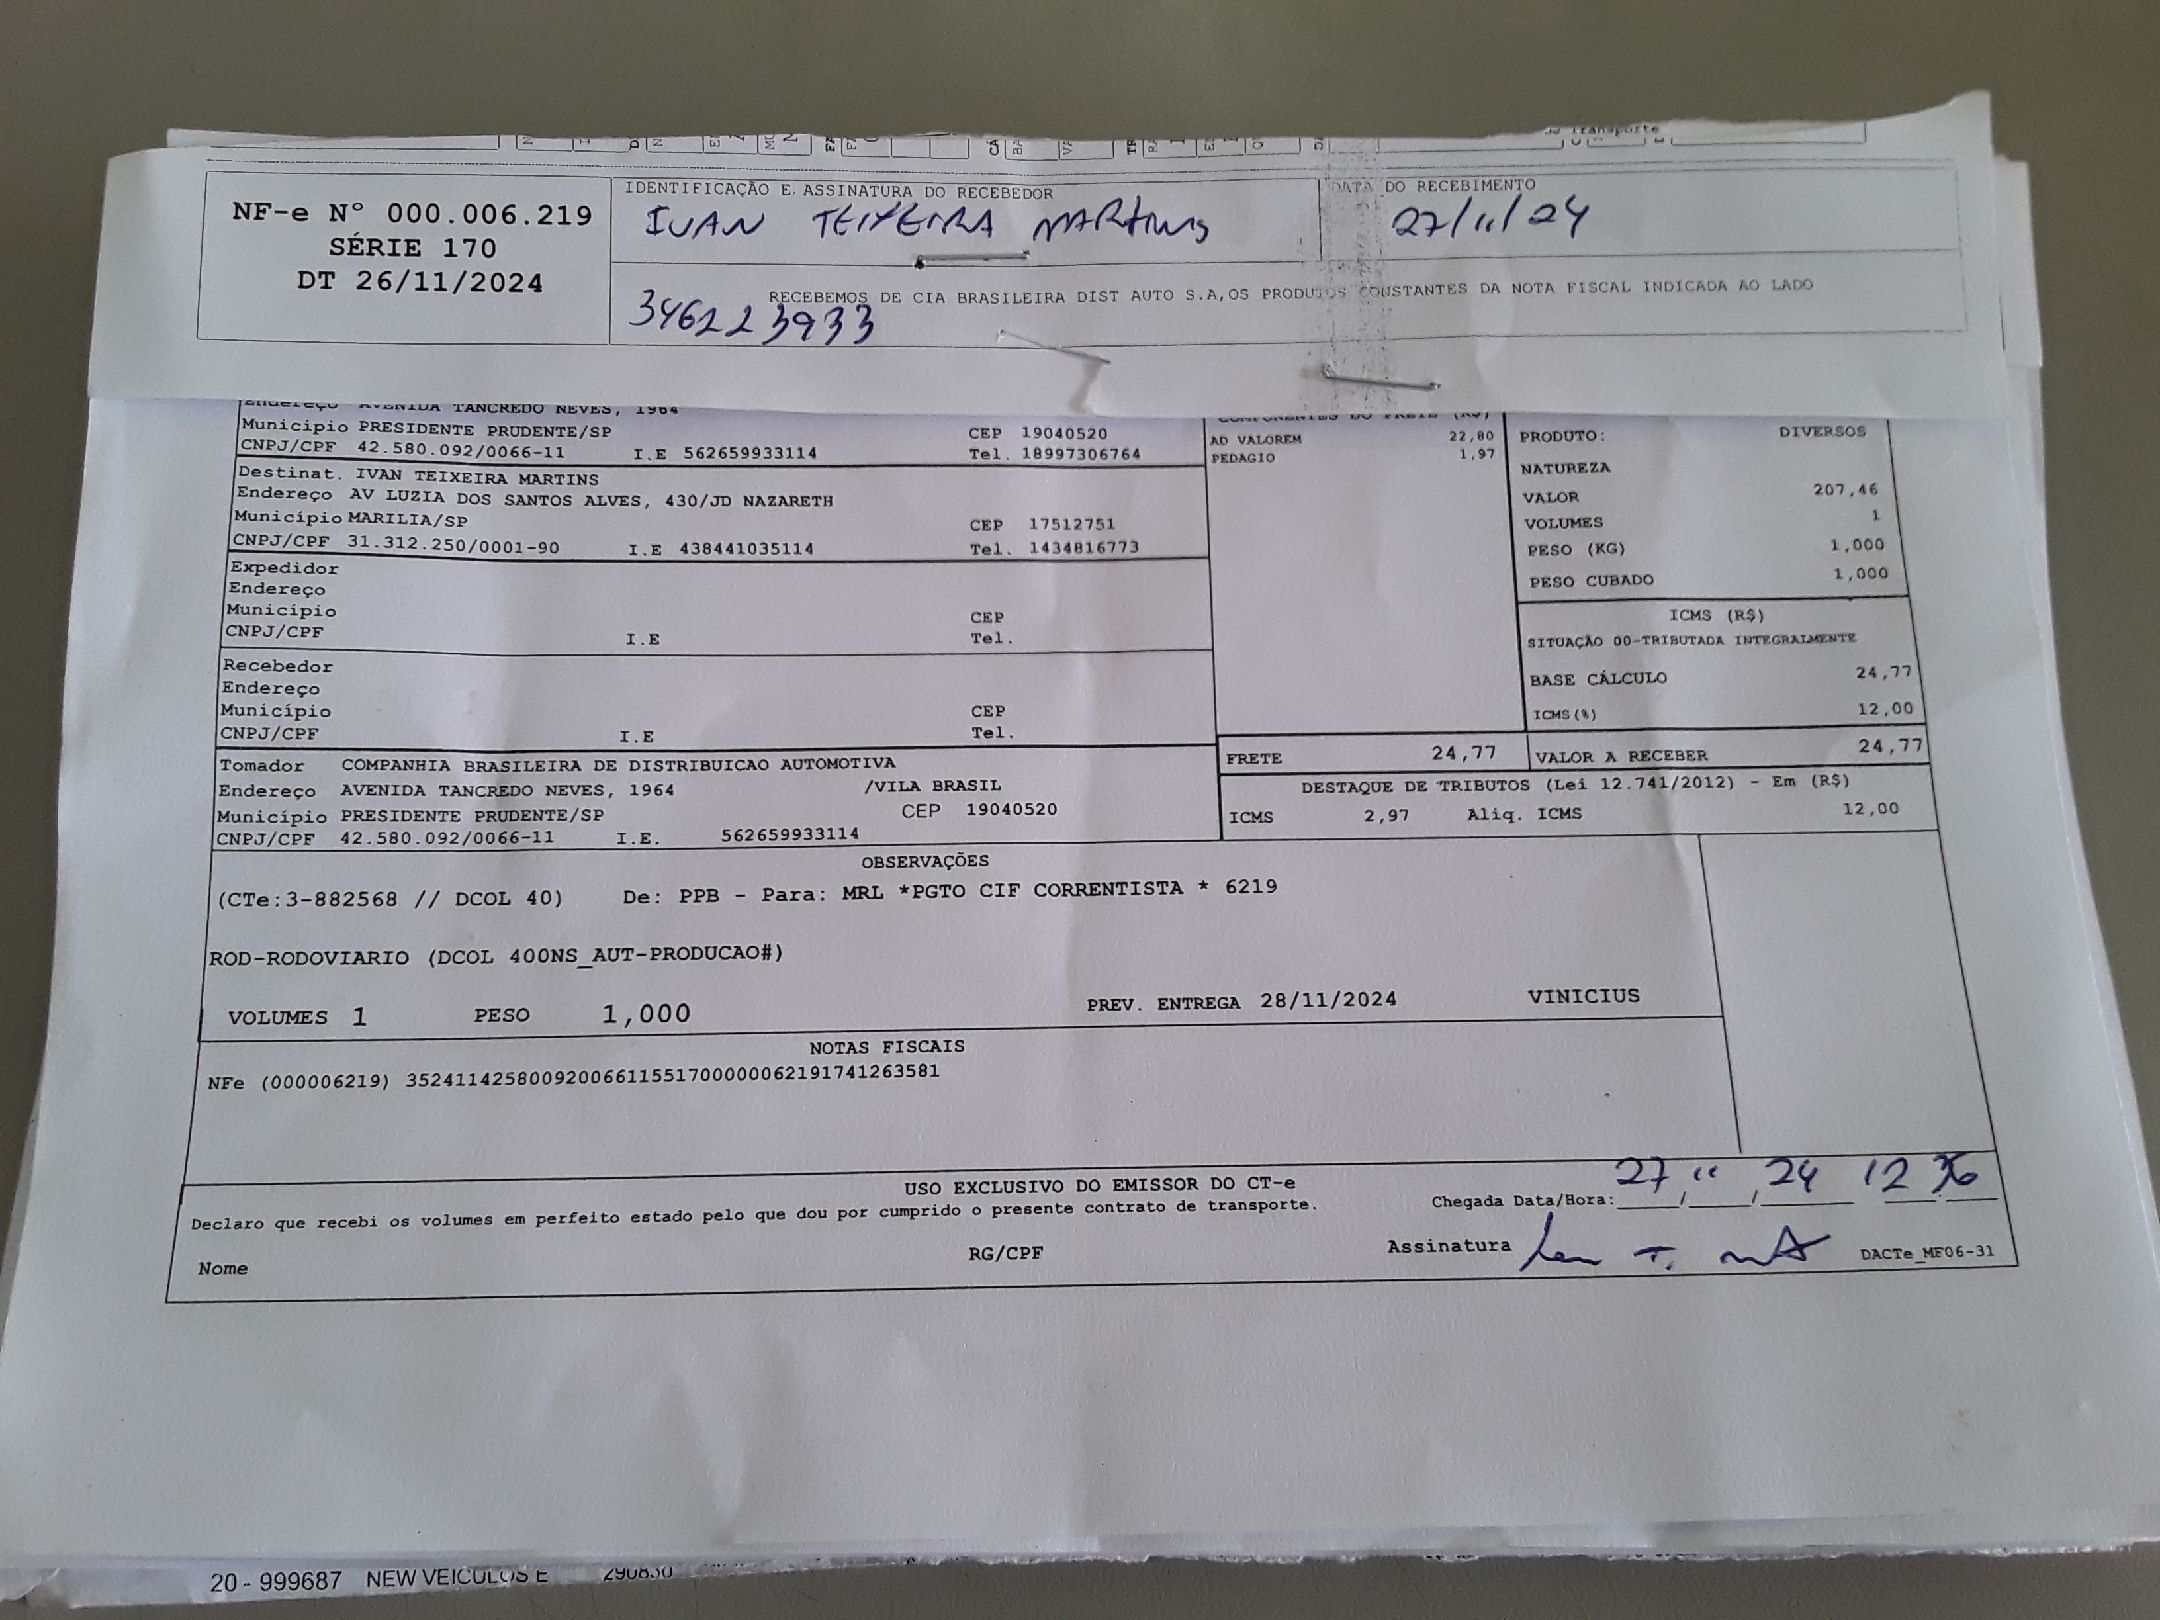 Transporte
NF-e Nº 000.006.219
SÉRIE 170
DT 26/11/2024
IDENTIFICAÇÃO E ASSINATURA DO RECEBEDOR
IVAN TEIXEIRA MARTINS
DATA DO RECEBIMENTO
27/11/24
RECEBEMOS DE CIA BRASILEIRA DIST AUTO S.A,OS PRODUTOS CONSTANTES DA NOTA FISCAL INDICADA AO LADO
346223933
Endereço AVENIDA TANCREDO NEVES, 1964
Município PRESIDENTE PRUDENTE/SP CEP 19040520
CNPJ/CPF 42.580.092/0066-11 I.E 562659933114 Tel. 18997306764
Destinat. IVAN TEIXEIRA MARTINS
Endereço AV LUZIA DOS SANTOS ALVES, 430/JD NAZARETH
Município MARILIA/SP CEP 17512751
CNPJ/CPF 31.312.250/0001-90 I.E 438441035114 Tel. 1434816773
Expedidor
Endereço
Município CEP
CNPJ/CPF I.E Tel.
Recebedor
Endereço
Município CEP
CNPJ/CPF I.E Tel.
Tomador COMPANHIA BRASILEIRA DE DISTRIBUICAO AUTOMOTIVA
Endereço AVENIDA TANCREDO NEVES, 1964 /VILA BRASIL
Município PRESIDENTE PRUDENTE/SP CEP 19040520
CNPJ/CPF 42.580.092/0066-11 I.E. 562659933114
COMPONENTES DO FRETE (R$)
AD VALOREM 22,80
PEDAGIO 1,97
PRODUTO: DIVERSOS
NATUREZA
VALOR 207,46
VOLUMES 1
PESO (KG) 1,000
PESO CUBADO 1,000
ICMS (R$)
SITUAÇÃO 00-TRIBUTADA INTEGRALMENTE
BASE CÁLCULO 24,77
ICMS(%) 12,00
FRETE 24,77 VALOR A RECEBER 24,77
DESTAQUE DE TRIBUTOS (Lei 12.741/2012) - Em (R$)
ICMS 2,97 Aliq. ICMS 12,00
OBSERVAÇÕES
(CTe:3-882568 // DCOL 40) De: PPB - Para: MRL *PGTO CIF CORRENTISTA * 6219
ROD-RODOVIARIO (DCOL 400NS_AUT-PRODUCAO#)
VOLUMES 1 PESO 1,000 PREV. ENTREGA 28/11/2024 VINICIUS
NOTAS FISCAIS
NFe (000006219) 35241142580092006611551700000062191741263581
USO EXCLUSIVO DO EMISSOR DO CT-e
Declaro que recebi os volumes em perfeito estado pelo que dou por cumprido o presente contrato de transporte.
Chegada Data/Hora: 27/11/24 12 36
Nome RG/CPF Assinatura DACTe_MF06-31
20 - 999687 NEW VEICULOS E 290830